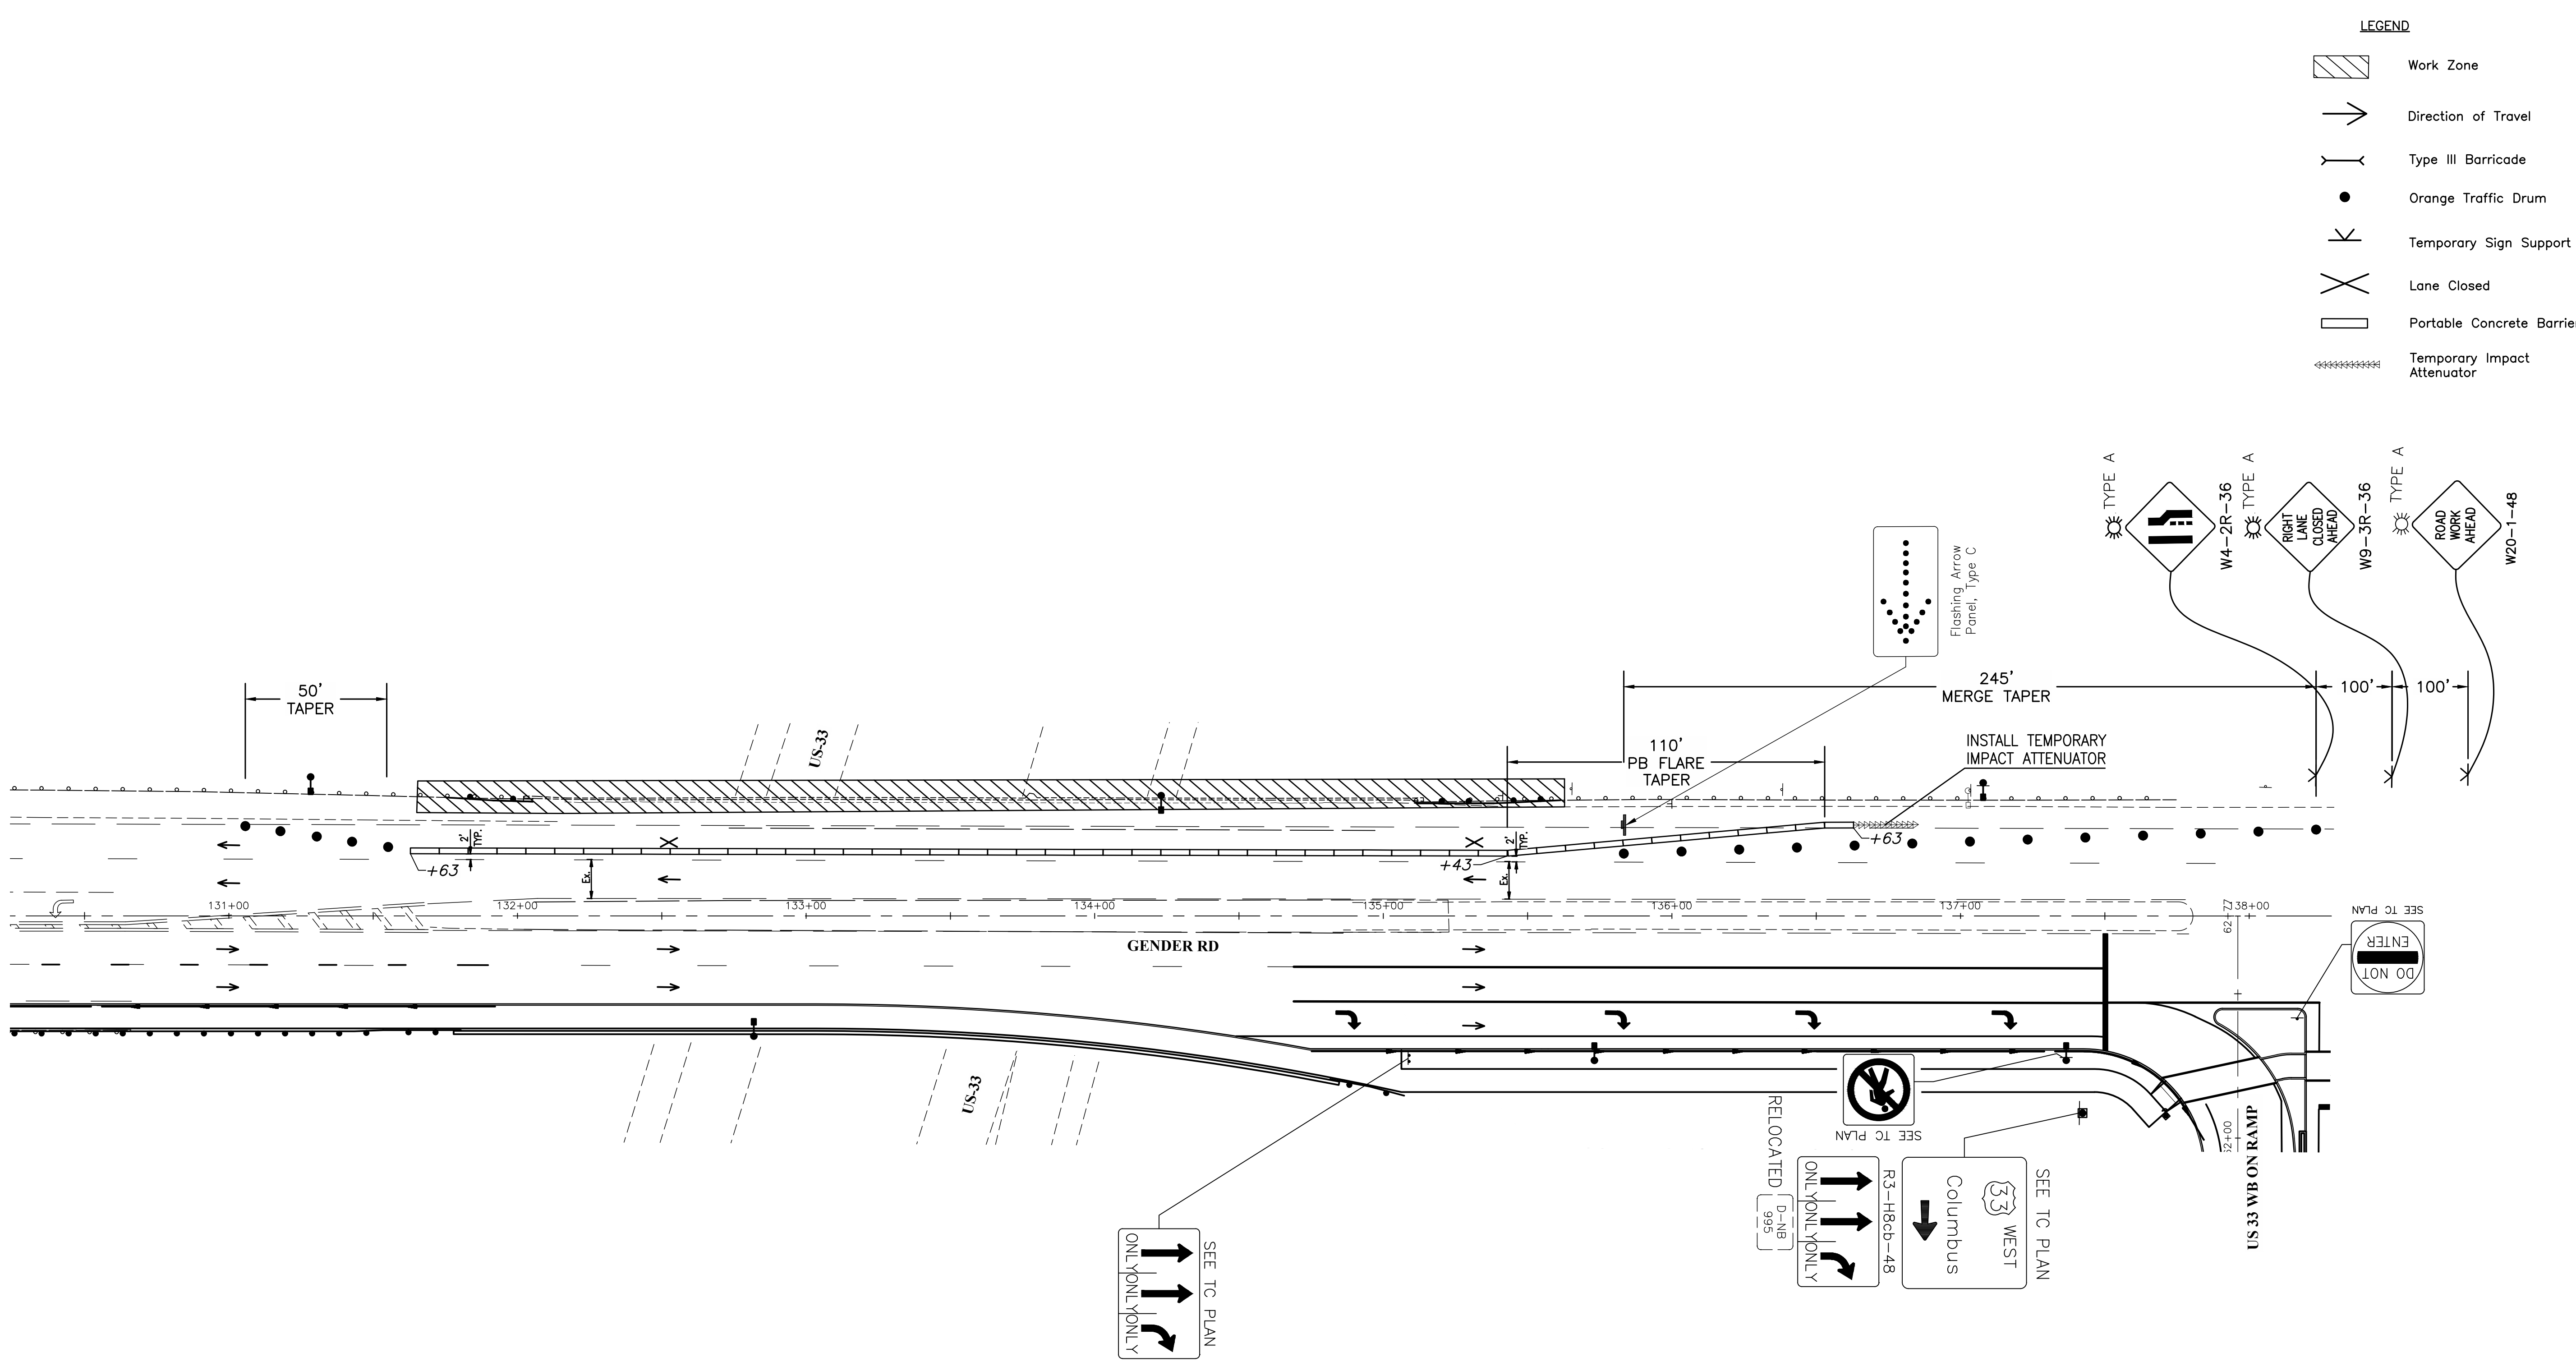 LEGEND
Work Zone
Direction of Travel
Type III Barricade
Orange Traffic Drum
Temporary Sign Support
Lane Closed
Portable Concrete Barrier
Temporary Impact
Attenuator
TYPE A
W4-2R-36
TYPE A
RIGHT
LANE
CLOSED
AHEAD
W9-3R-36
TYPE A
ROAD
WORK
AHEAD
W20-1-48
Flashing Arrow
Panel, Type C
50'
TAPER
245'
MERGE TAPER
100'
100'
US-33
110'
PB FLARE
TAPER
INSTALL TEMPORARY
IMPACT ATTENUATOR
2'
TYP.
2'
TYP.
+63
+43
+63
Ex.
Ex.
131+00
132+00
133+00
134+00
135+00
136+00
137+00
138+00
62+77
GENDER RD
SEE TC PLAN
DO NOT
ENTER
US-33
SEE TC PLAN
62+00
US 33 WB ON RAMP
RELOCATED
D-NB
995
ONLY ONLY ONLY
R3-H8cb-48
33 WEST
Columbus
SEE TC PLAN
ONLY ONLY ONLY
SEE TC PLAN